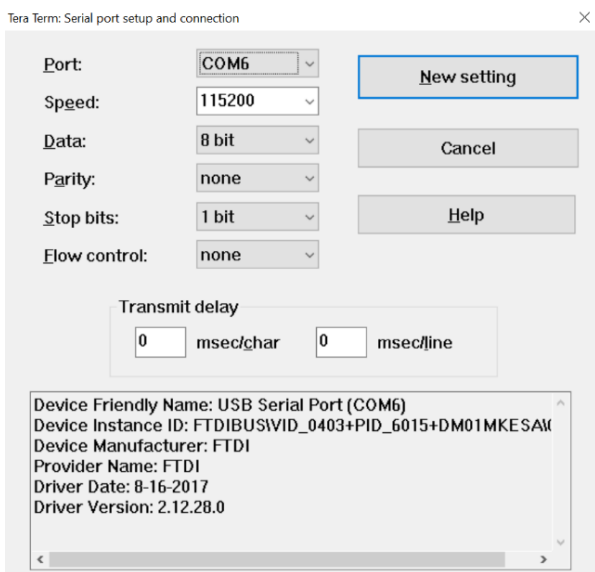 Tera Term: Serial port setup and connection
Port: COM6
New setting
Speed: 115200
Data: 8 bit
Cancel
Parity: none
Stop bits: 1 bit
Help
Flow control: none
Transmit delay
0 msec/char 0 msec/line
Device Friendly Name: USB Serial Port (COM6)
Device Instance ID: FTDIBUS\VID_0403+PID_6015+DM01MKESA\
Device Manufacturer: FTDI
Provider Name: FTDI
Driver Date: 8-16-2017
Driver Version: 2.12.28.0